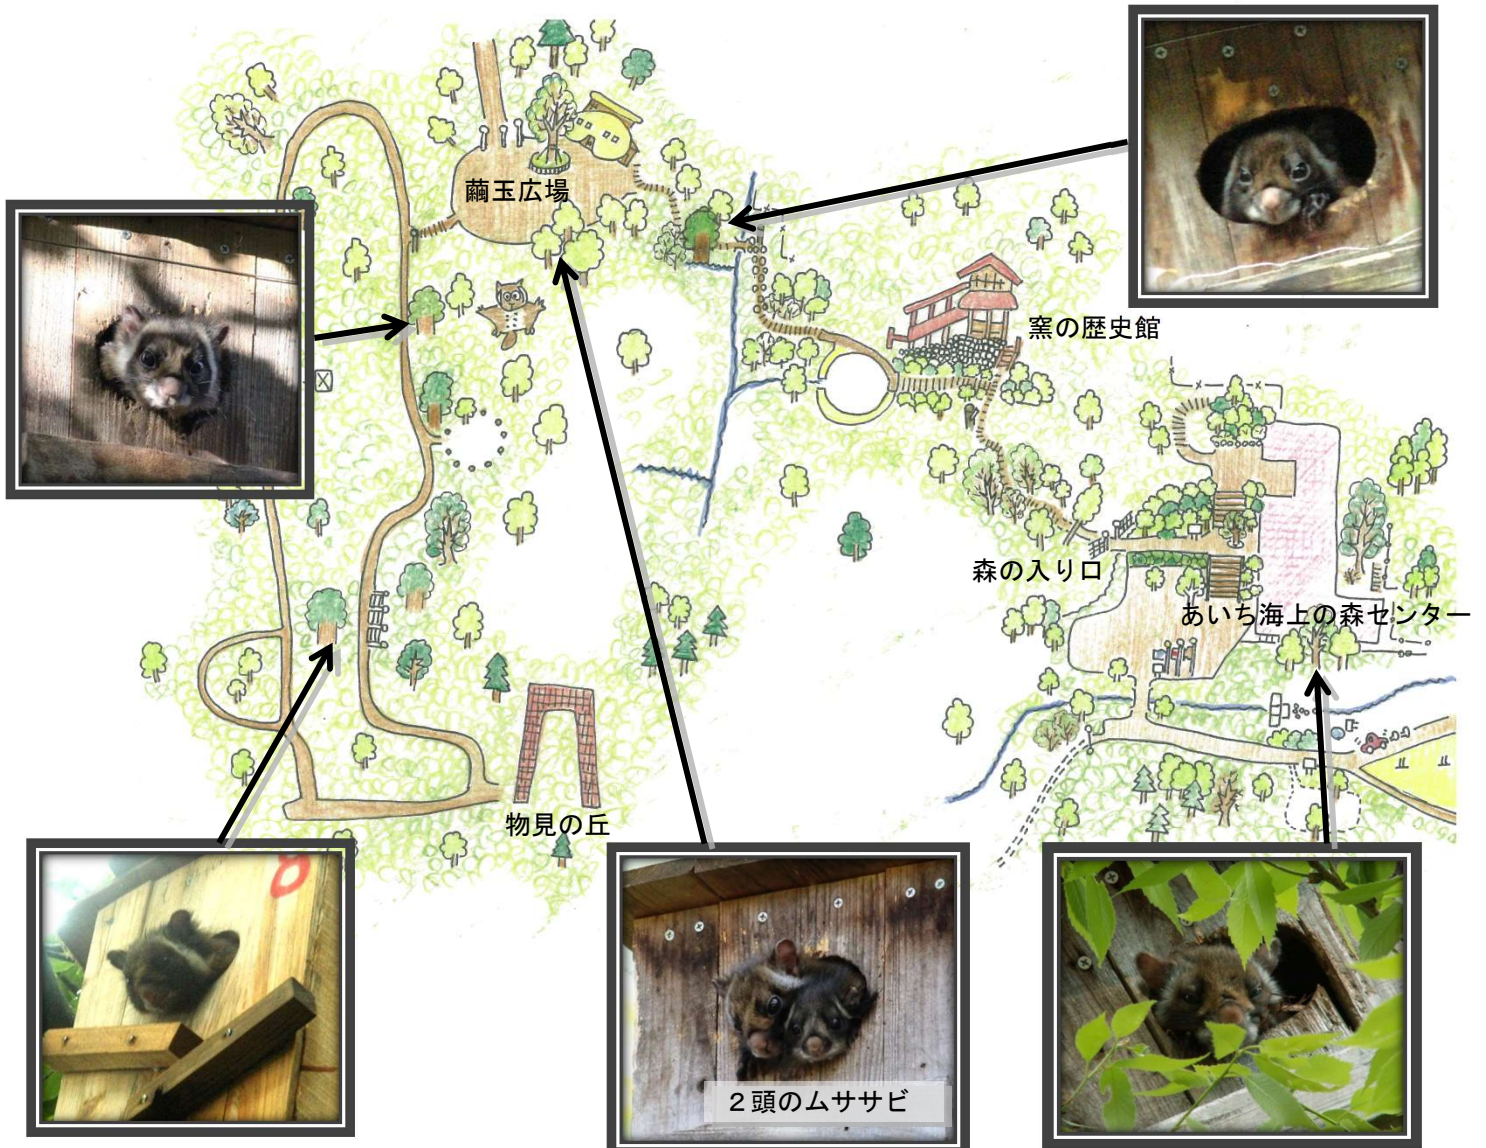 繭玉広場
窯の歴史館
森の入り口
あいち海上の森センター
物見の丘
8
2頭のムササビ